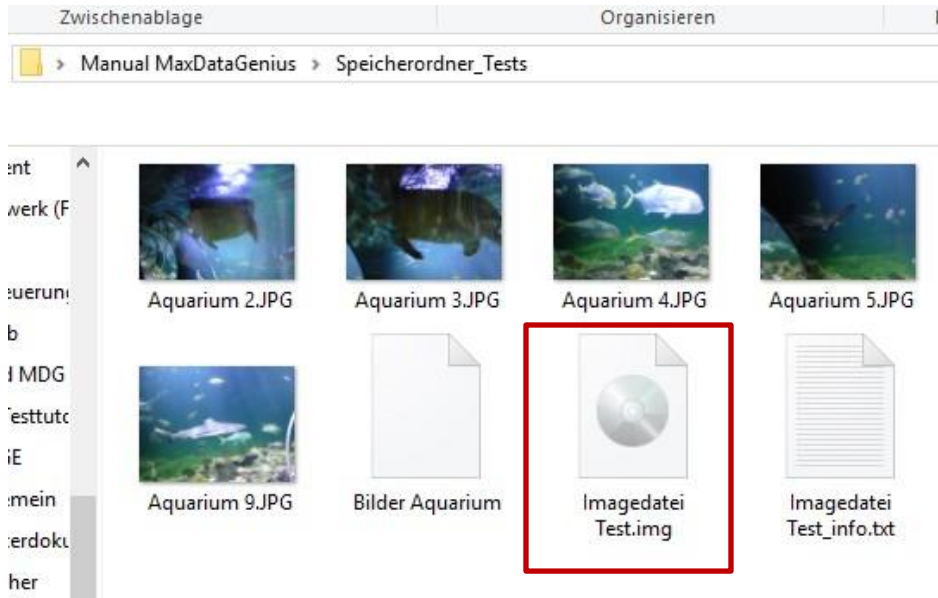 Zwischenablage
Organisieren
Manual MaxDataGenius > Speicherordner_Tests
Aquarium 2.JPG
Aquarium 3.JPG
Aquarium 4.JPG
Aquarium 5.JPG
MDG
Aquarium 9.JPG
Bilder Aquarium
Imagedatei
Test.img
Imagedatei
Test_info.txt